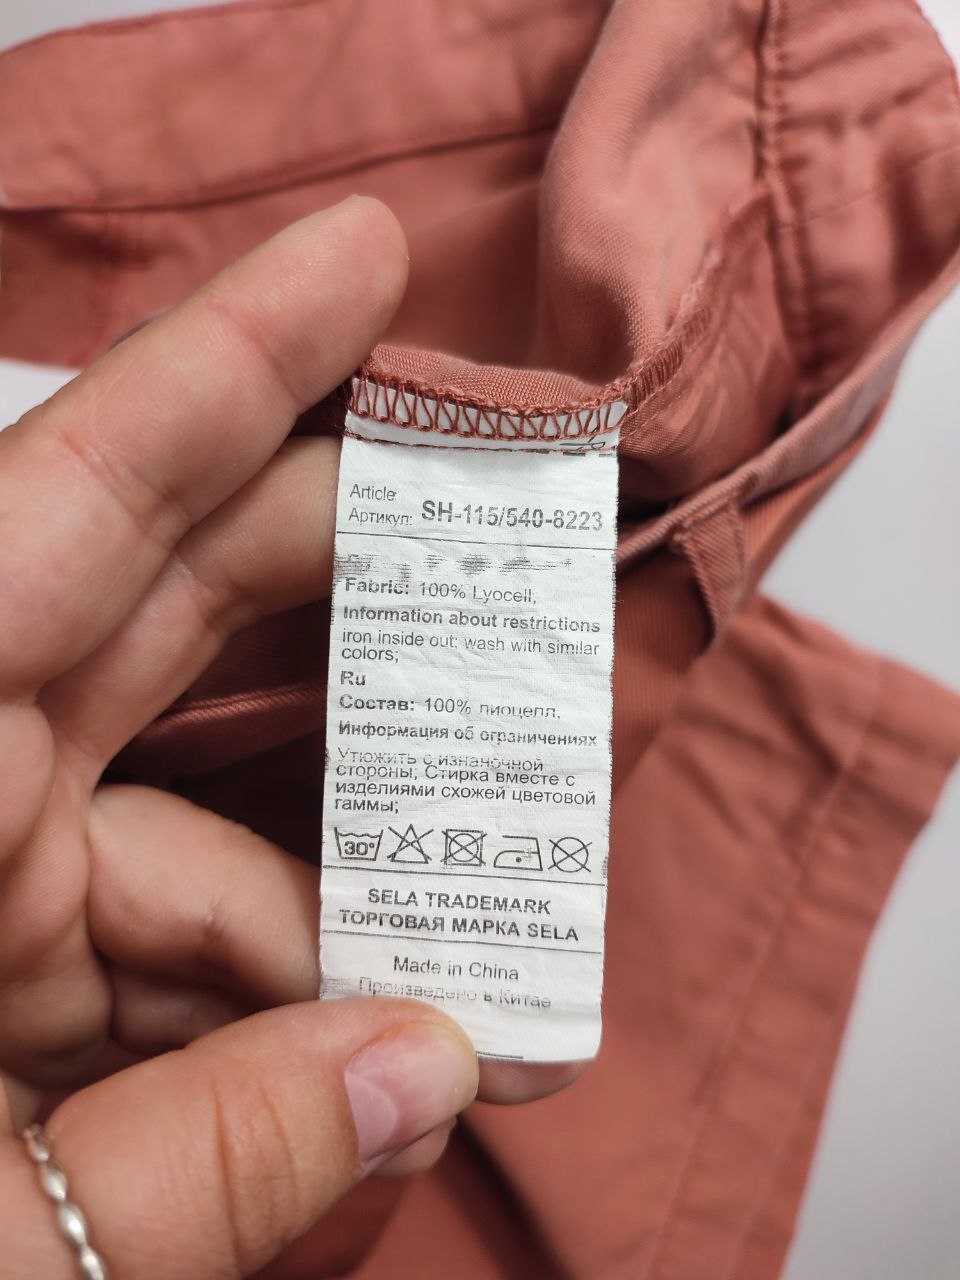 Article
Артикул: SH-115/540-8223
Fabric: 100% Lyocell,
Information about restrictions
iron inside out; wash with similar
colors;
Ru
Состав: 100% лиоцелл,
Информация об ограничениях
Утюжить с изнаночной
стороны; Стирка вместе с
изделиями схожей цветовой
гаммы;
30°
SELA TRADEMARK
ТОРГОВАЯ МАРКА SELA
Made in China
Произведено в Китае